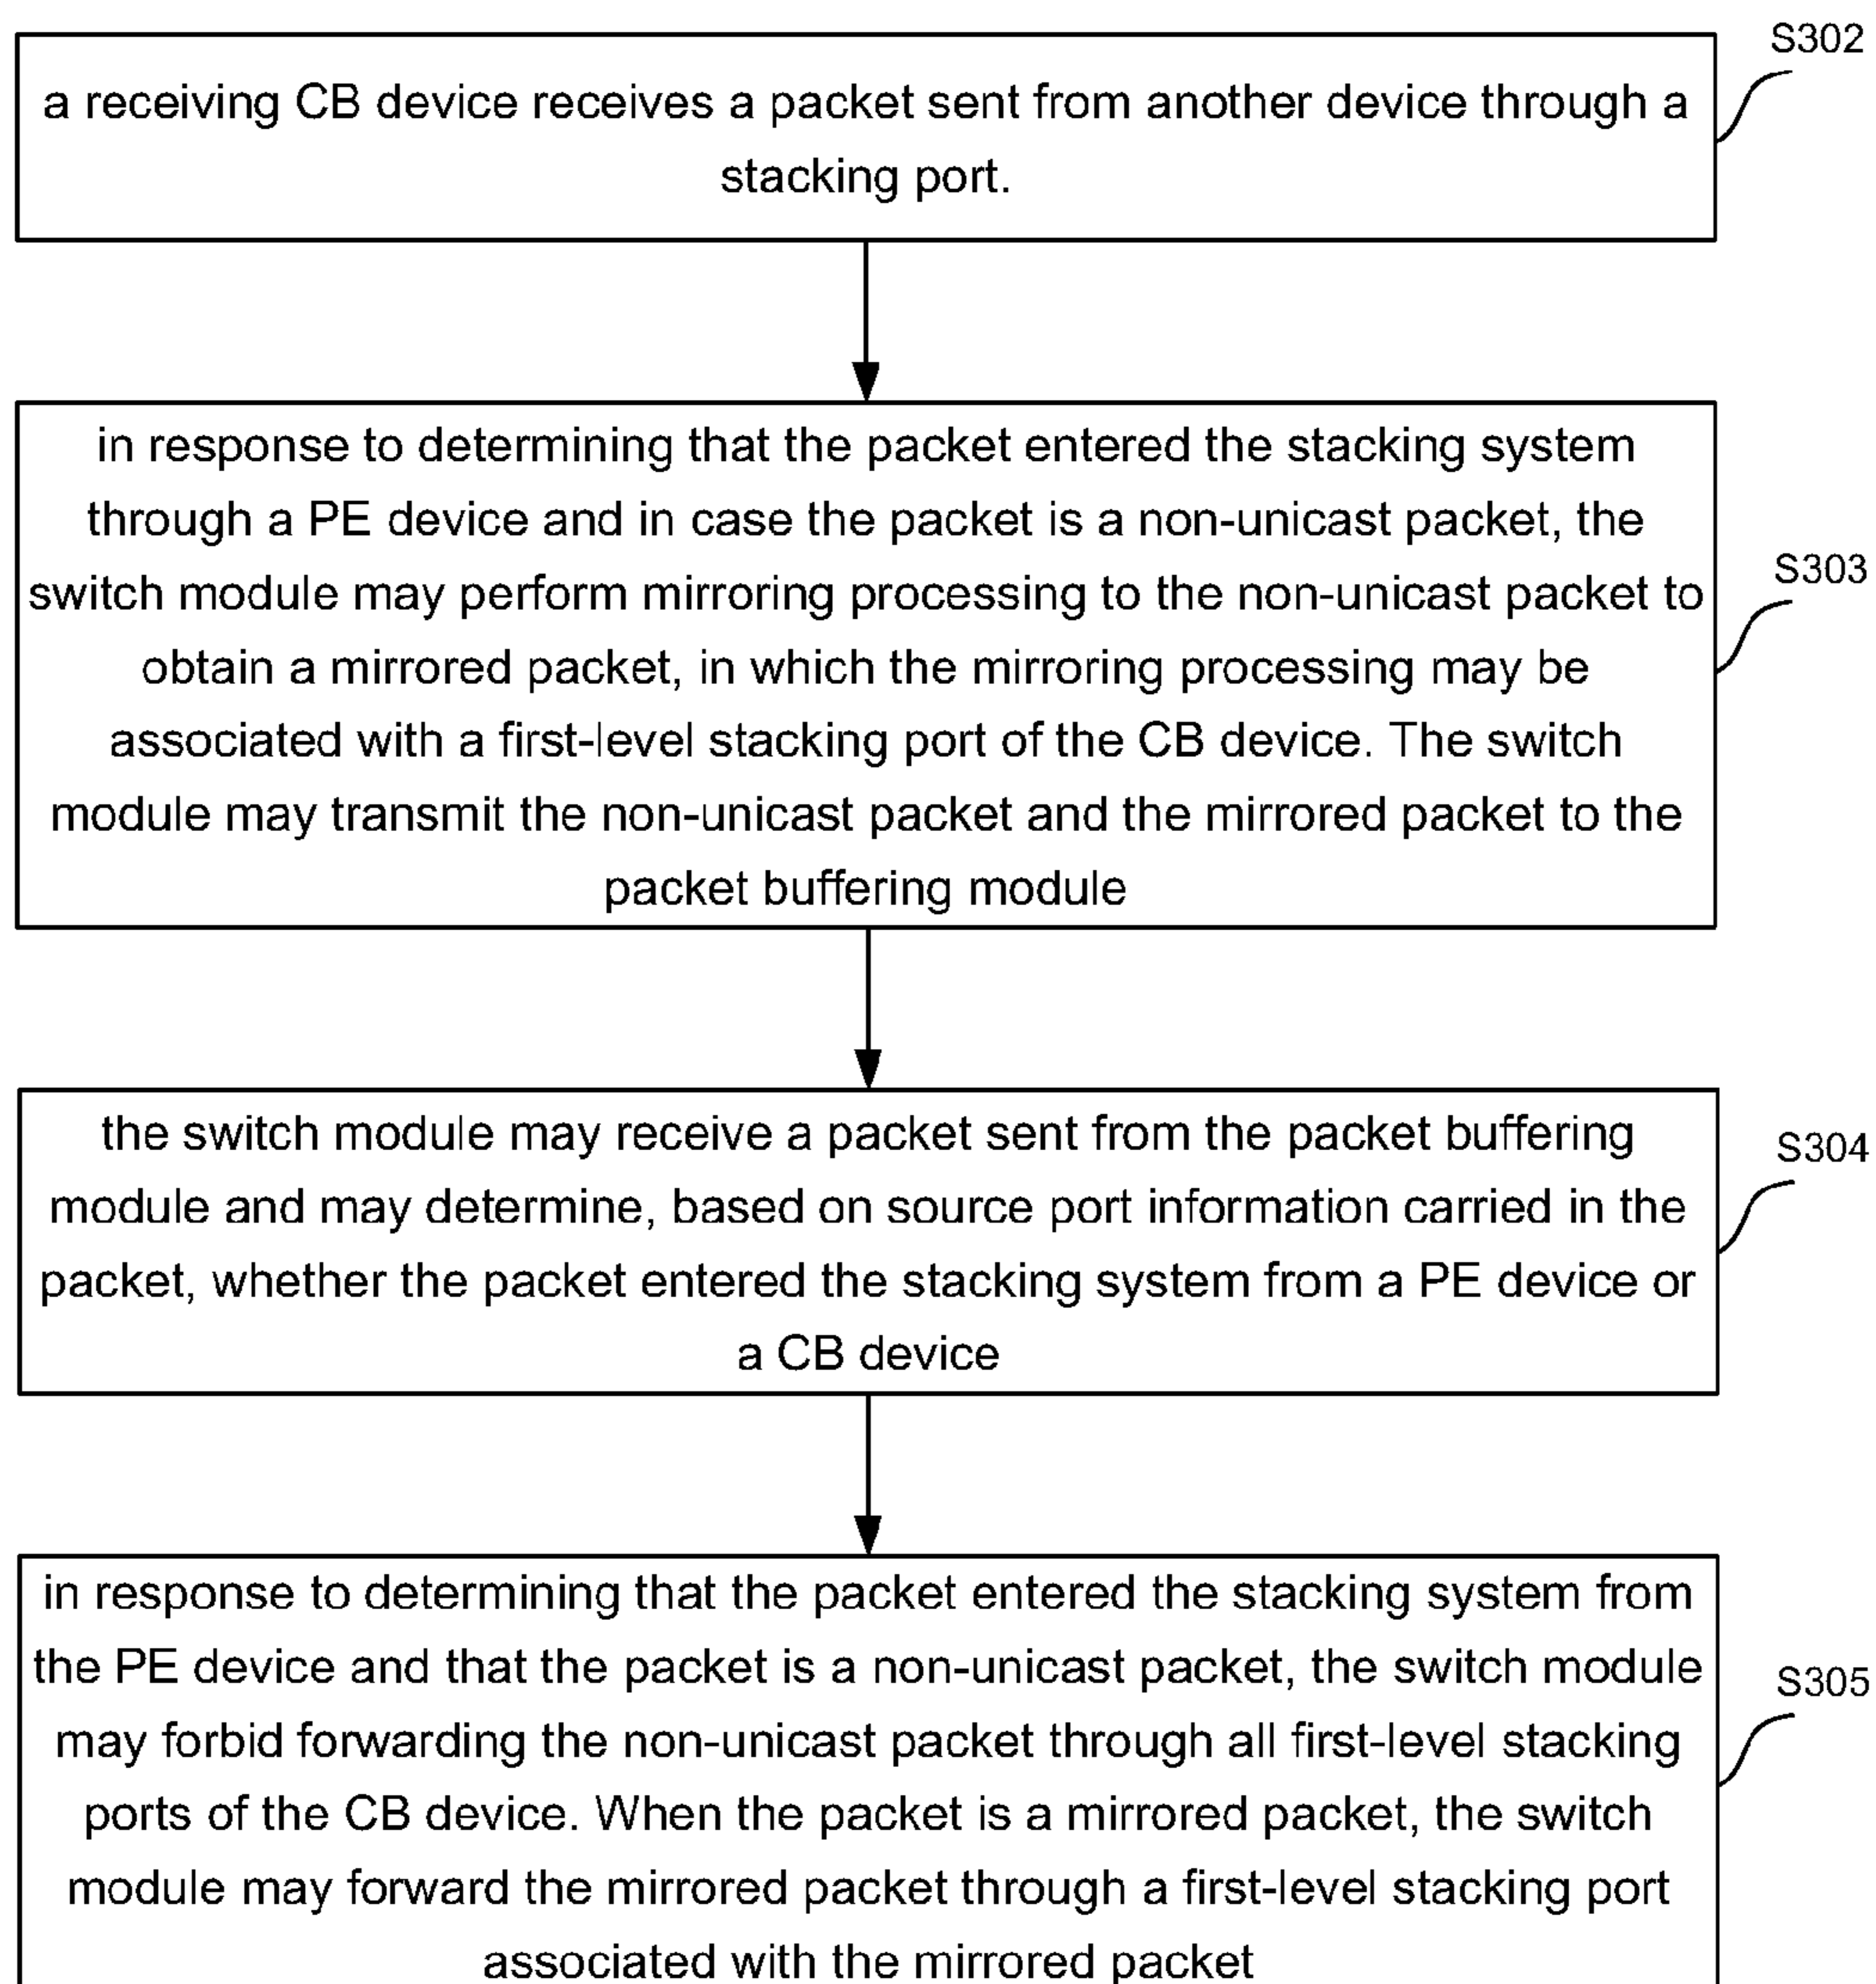 S302
a receiving CB device receives a packet sent from another device through a
stacking port.
in response to determining that the packet entered the stacking system
through a PE device and in case the packet is a non-unicast packet, the
S303
switch module may perform mirroring processing to the non-unicast packet to
obtain a mirrored packet, in which the mirroring processing may be
associated with a first-level stacking port of the CB device. The switch
module may transmit the non-unicast packet and the mirrored packet to the
packet buffering module
the switch module may receive a packet sent from the packet buffering
S304
module and may determine, based on source port information carried in the
packet, whether the packet entered the stacking system from a PE device or
a CB device
in response to determining that the packet entered the stacking system from
the PE device and that the packet is a non-unicast packet, the switch module
S305
may forbid forwarding the non-unicast packet through all first-level stacking
ports of the CB device. When the packet is a mirrored packet, the switch
module may forward the mirrored packet through a first-level stacking port
associated with the mirrored packet